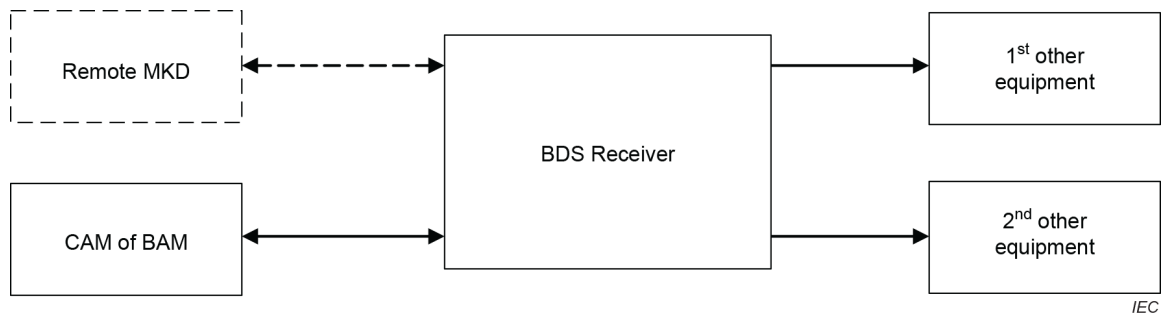 Remote MKD
BDS Receiver
1st other
equipment
CAM of BAM
2nd other
equipment
IEC